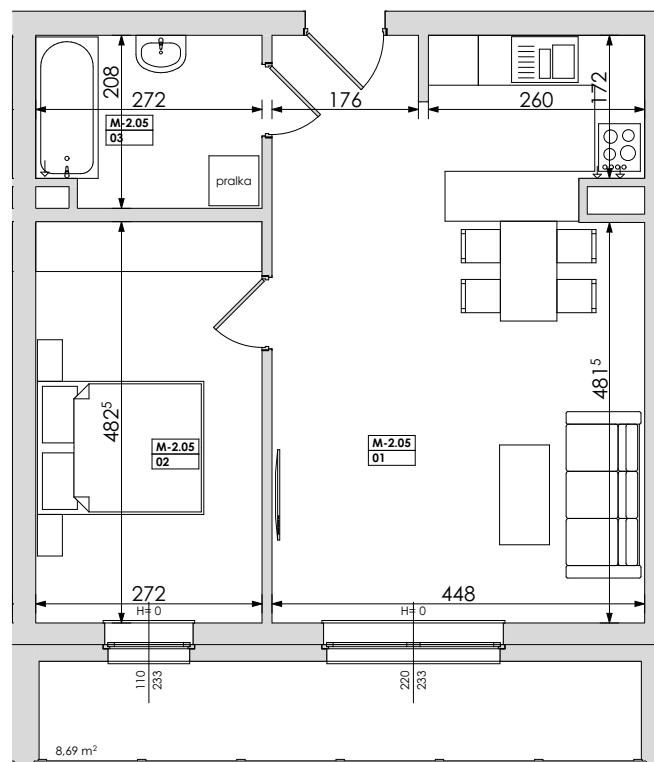 208
272
176
260
172
M-2.05
03
pralka
482⁵
481⁵
M-2.05
02
M-2.05
01
272
H= 0
448
H= 0
110
233
220
233
8,69 m²